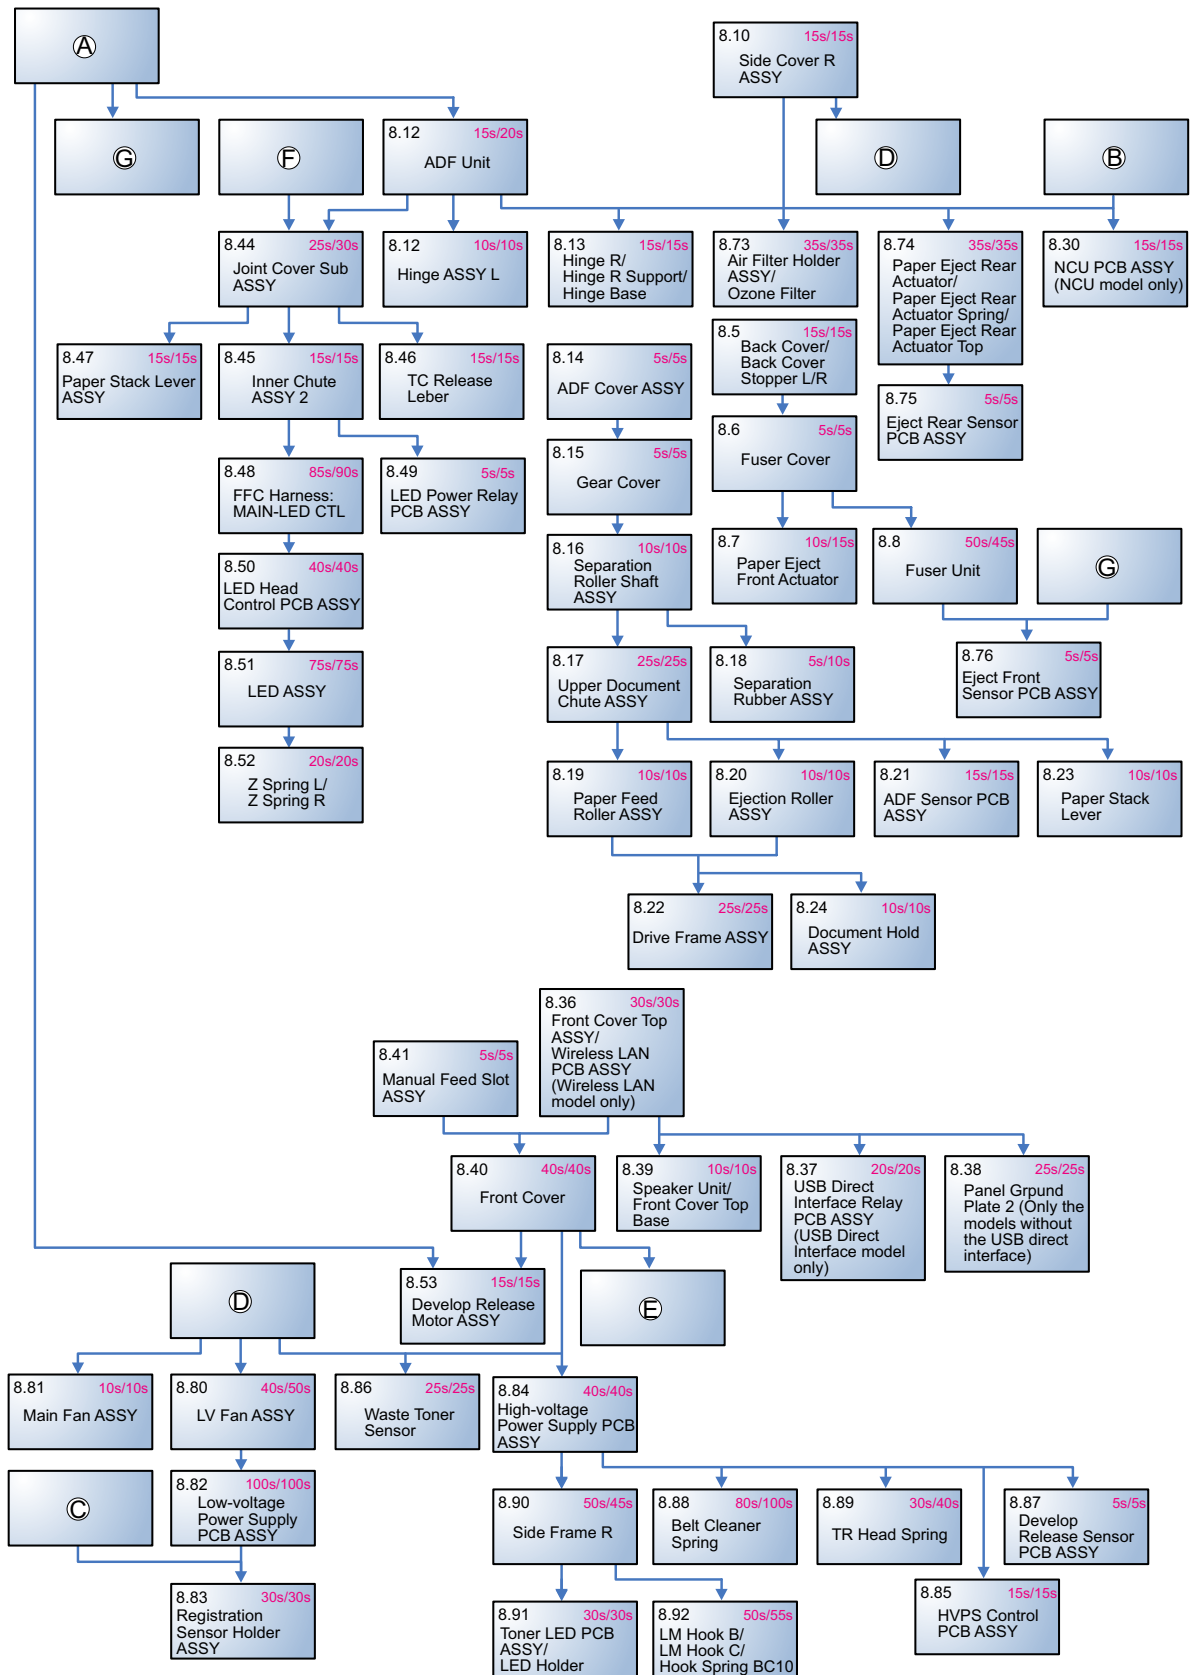 A
8.10 15s/15s
Side Cover R
ASSY
G
F
8.12 15s/20s
ADF Unit
D
B
8.44 25s/30s
Joint Cover Sub
ASSY
8.12 10s/10s
Hinge ASSY L
8.13 15s/15s
Hinge R/
Hinge R Support/
Hinge Base
8.73 35s/35s
Air Filter Holder
ASSY/
Ozone Filter
8.74 35s/35s
Paper Eject Rear
Actuator/
Paper Eject Rear
Actuator Spring/
Paper Eject Rear
Actuator Top
8.30 15s/15s
NCU PCB ASSY
(NCU model only)
8.47 15s/15s
Paper Stack Lever
ASSY
8.45 15s/15s
Inner Chute
ASSY 2
8.46 15s/15s
TC Release
Leber
8.14 5s/5s
ADF Cover ASSY
8.5 15s/15s
Back Cover/
Back Cover
Stopper L/R
8.75 5s/5s
Eject Rear Sensor
PCB ASSY
8.48 85s/90s
FFC Harness:
MAIN-LED CTL
8.49 5s/5s
LED Power Relay
PCB ASSY
8.15 5s/5s
Gear Cover
8.6 5s/5s
Fuser Cover
8.50 40s/40s
LED Head
Control PCB ASSY
8.16 10s/10s
Separation
Roller Shaft
ASSY
8.7 10s/15s
Paper Eject
Front Actuator
8.8 50s/45s
Fuser Unit
G
8.51 75s/75s
LED ASSY
8.17 25s/25s
Upper Document
Chute ASSY
8.18 5s/10s
Separation
Rubber ASSY
8.76 5s/5s
Eject Front
Sensor PCB ASSY
8.52 20s/20s
Z Spring L/
Z Spring R
8.19 10s/10s
Paper Feed
Roller ASSY
8.20 10s/10s
Ejection Roller
ASSY
8.21 15s/15s
ADF Sensor PCB
ASSY
8.23 10s/10s
Paper Stack
Lever
8.22 25s/25s
Drive Frame ASSY
8.24 10s/10s
Document Hold
ASSY
8.41 5s/5s
Manual Feed Slot
ASSY
8.36 30s/30s
Front Cover Top
ASSY/
Wireless LAN
PCB ASSY
(Wireless LAN
model only)
8.40 40s/40s
Front Cover
8.39 10s/10s
Speaker Unit/
Front Cover Top
Base
8.37 20s/20s
USB Direct
Interface Relay
PCB ASSY
(USB Direct
Interface model
only)
8.38 25s/25s
Panel Grpund
Plate 2 (Only the
models without
the USB direct
interface)
D
8.53 15s/15s
Develop Release
Motor ASSY
E
8.81 10s/10s
Main Fan ASSY
8.80 40s/50s
LV Fan ASSY
8.86 25s/25s
Waste Toner
Sensor
8.84 40s/40s
High-voltage
Power Supply PCB
ASSY
C
8.82 100s/100s
Low-voltage
Power Supply
PCB ASSY
8.90 50s/45s
Side Frame R
8.88 80s/100s
Belt Cleaner
Spring
8.89 30s/40s
TR Head Spring
8.87 5s/5s
Develop
Release Sensor
PCB ASSY
8.83 30s/30s
Registration
Sensor Holder
ASSY
8.91 30s/30s
Toner LED PCB
ASSY/
LED Holder
8.92 50s/55s
LM Hook B/
LM Hook C/
Hook Spring BC10
8.85 15s/15s
HVPS Control
PCB ASSY